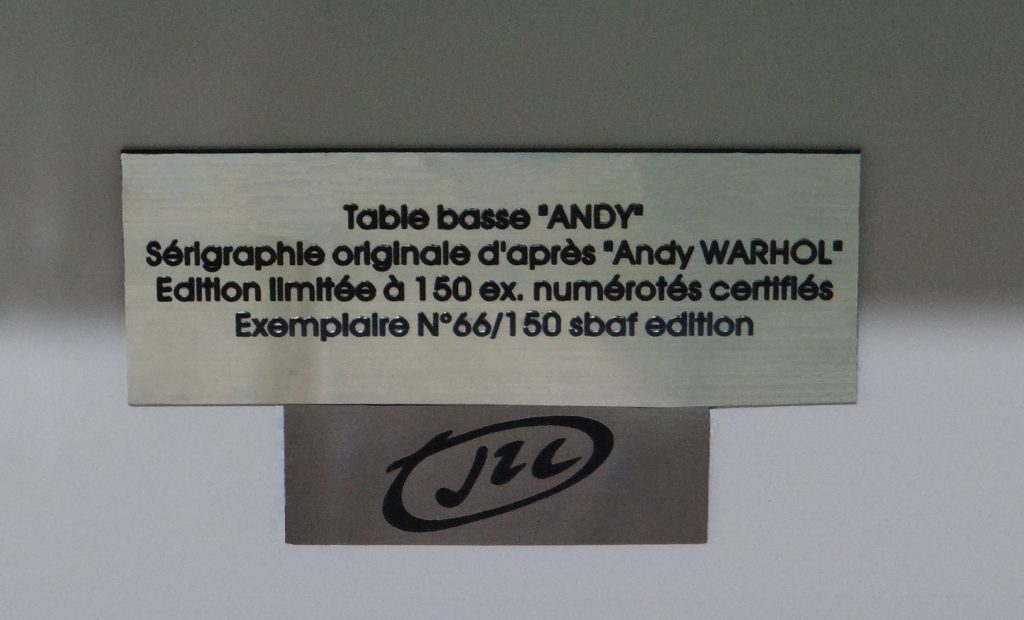 Table basse "ANDY"
Sérigraphie originale d'après "Andy WARHOL"
Edition limitée à 150 ex. numérotés certifiés
Exemplaire N°66/150 sbaf edition